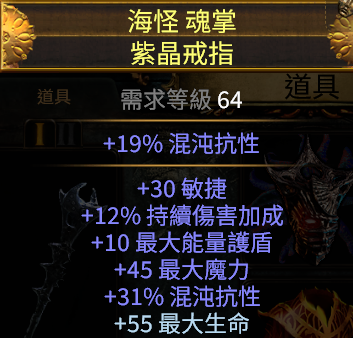 海怪 魂掌
紫晶戒指
道具
道具
需求等級 64
I II
+19% 混沌抗性
+30 敏捷
+12% 持續傷害加成
+10 最大能量護盾
+45 最大魔力
+31% 混沌抗性
+55 最大生命